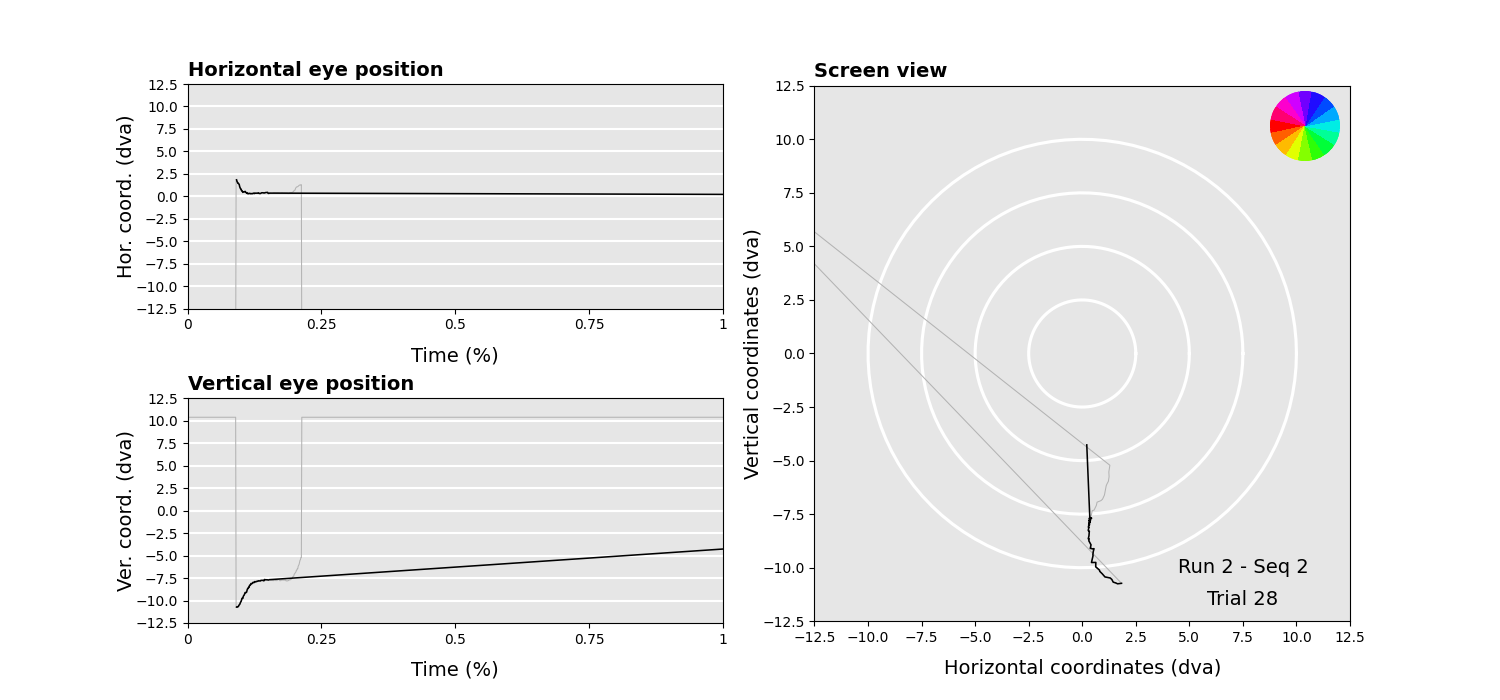 Horizontal eye position
12.5
10.0
7.5
5.0
2.5
0.0
−2.5
−5.0
−7.5
−10.0
−12.5
Hor. coord. (dva)
0 0.25 0.5 0.75 1
Time (%)
Vertical eye position
12.5
10.0
7.5
5.0
2.5
0.0
−2.5
−5.0
−7.5
−10.0
−12.5
Ver. coord. (dva)
0 0.25 0.5 0.75 1
Time (%)
Screen view
12.5
10.0
7.5
5.0
2.5
0.0
−2.5
−5.0
−7.5
−10.0
−12.5
Vertical coordinates (dva)
Run 2 - Seq 2
Trial 28
−12.5 −10.0 −7.5 −5.0 −2.5 0.0 2.5 5.0 7.5 10.0 12.5
Horizontal coordinates (dva)